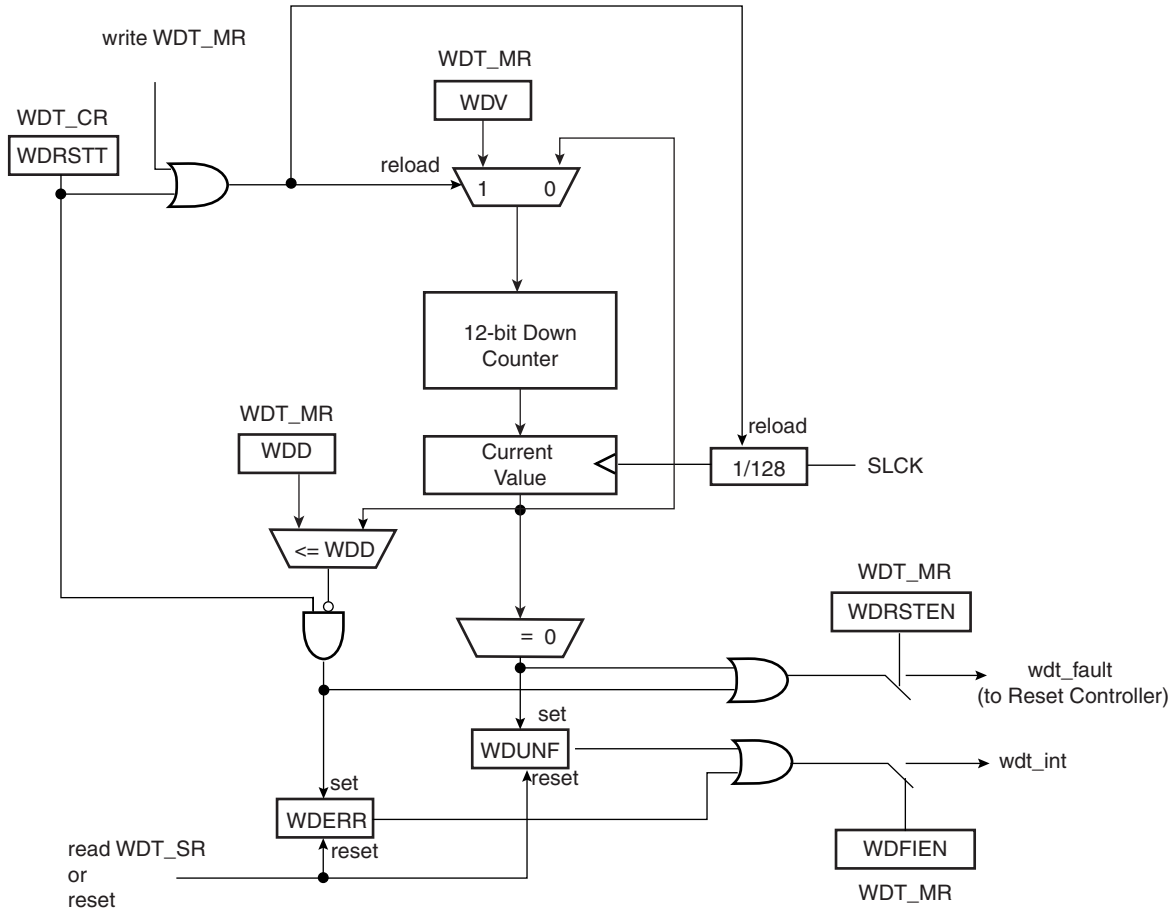 write WDT_MR
WDT_MR
WDV
WDT_CR
WDRSTT
reload
1 0
12-bit Down
Counter
WDT_MR
WDD
Current
Value
reload
1/128
SLCK
<= WDD
= 0
WDT_MR
WDRSTEN
wdt_fault
(to Reset Controller)
set
WDUNF
reset
wdt_int
set
WDERR
reset
read WDT_SR
or
reset
WDFIEN
WDT_MR